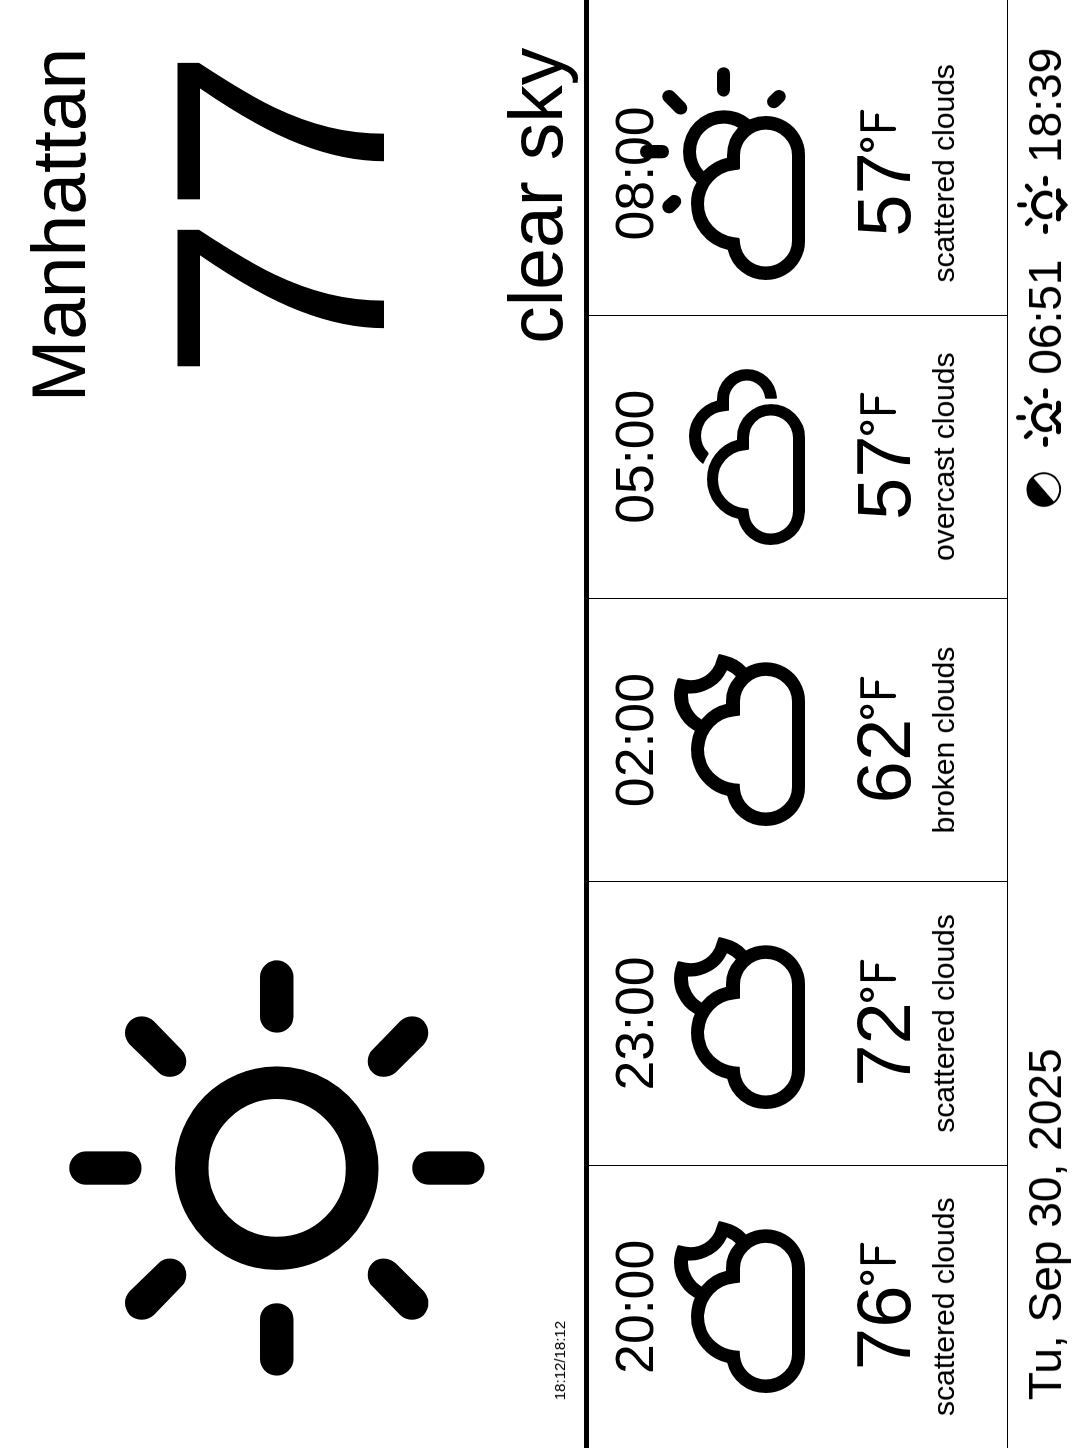 Manhattan
77
clear sky
18:12/18:12
20:00
76°F
scattered clouds
23:00
72°F
scattered clouds
02:00
62°F
broken clouds
05:00
57°F
overcast clouds
08:00
57°F
scattered clouds
Tu, Sep 30, 2025
06:51 18:39